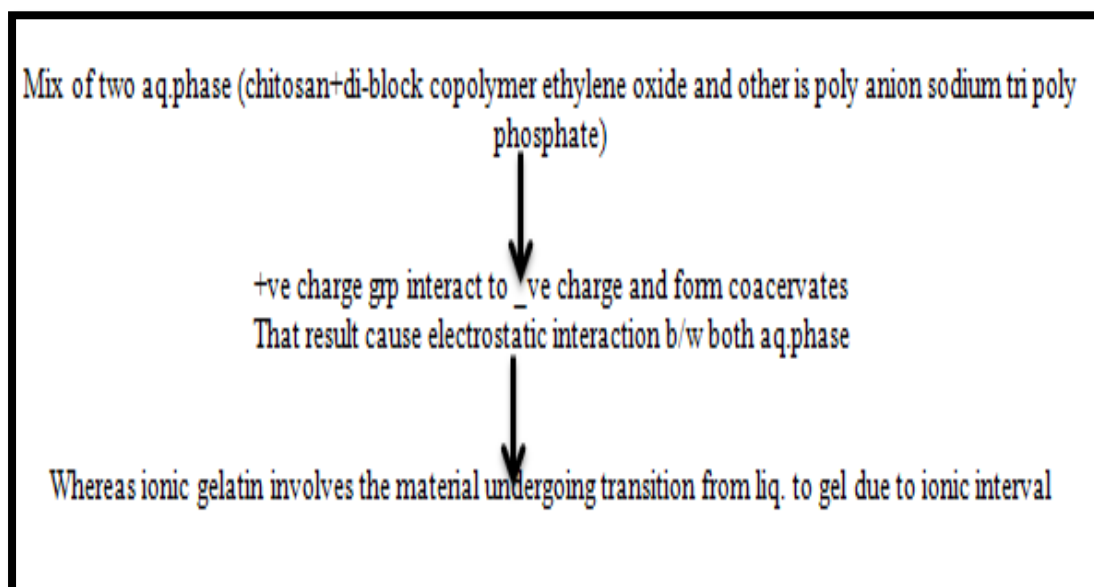 Mix of two aq.phase (chitosan+di-block copolymer ethylene oxide and other is poly anion sodium tri poly
phosphate)
+ve charge grp interact to _ve charge and form coacervates
That result cause electrostatic interaction b/w both aq.phase
Whereas ionic gelatin involves the material undergoing transition from liq. to gel due to ionic interval